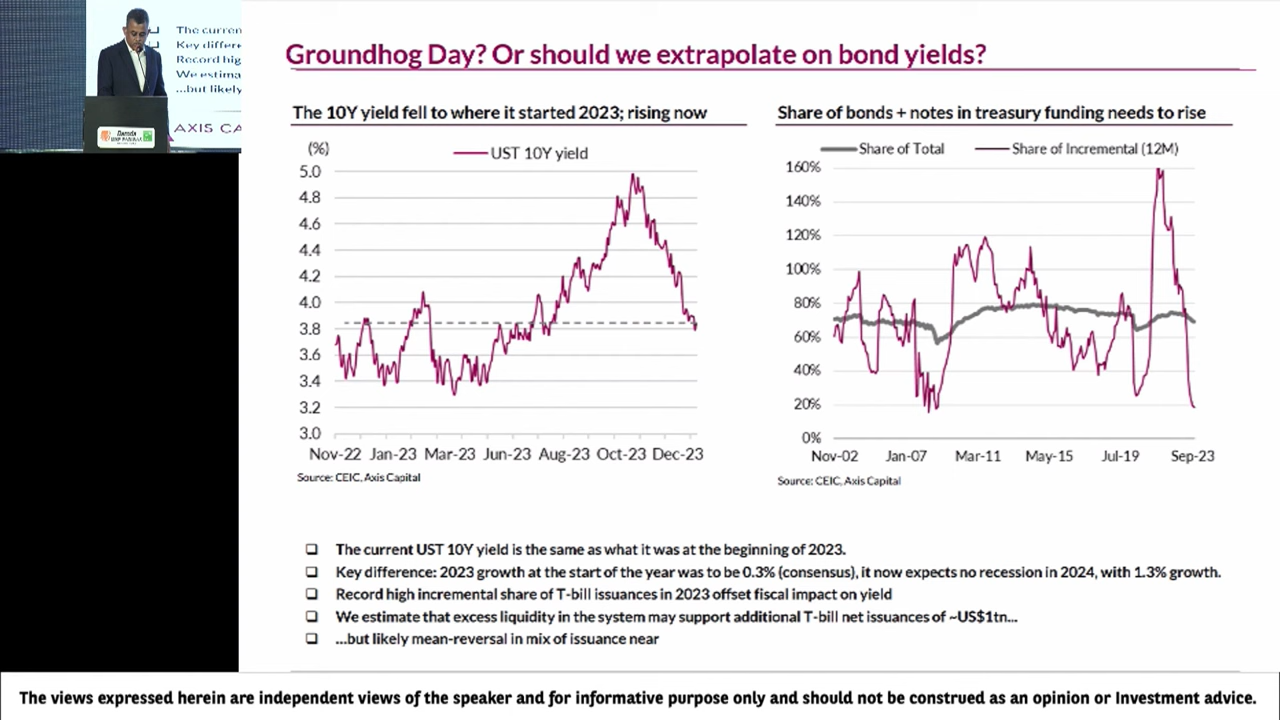 The curren
Key differe
Record hig
We estima
...but likely
AXIS CA
Baroda
BNP PARIBAS
Groundhog Day? Or should we extrapolate on bond yields?
The 10Y yield fell to where it started 2023; rising now
(%)
UST 10Y yield
5.0
4.8
4.6
4.4
4.2
4.0
3.8
3.6
3.4
3.2
3.0
Nov-22 Jan-23 Mar-23 Jun-23 Aug-23 Oct-23 Dec-23
Source: CEIC, Axis Capital
Share of bonds + notes in treasury funding needs to rise
Share of Total Share of Incremental (12M)
160%
140%
120%
100%
80%
60%
40%
20%
0%
Nov-02 Jan-07 Mar-11 May-15 Jul-19 Sep-23
Source: CEIC, Axis Capital
❑ The current UST 10Y yield is the same as what it was at the beginning of 2023.
❑ Key difference: 2023 growth at the start of the year was to be 0.3% (consensus), it now expects no recession in 2024, with 1.3% growth.
❑ Record high incremental share of T-bill issuances in 2023 offset fiscal impact on yield
❑ We estimate that excess liquidity in the system may support additional T-bill net issuances of ~US$1tn...
❑ ...but likely mean-reversal in mix of issuance near
The views expressed herein are independent views of the speaker and for informative purpose only and should not be construed as an opinion or Investment advice.